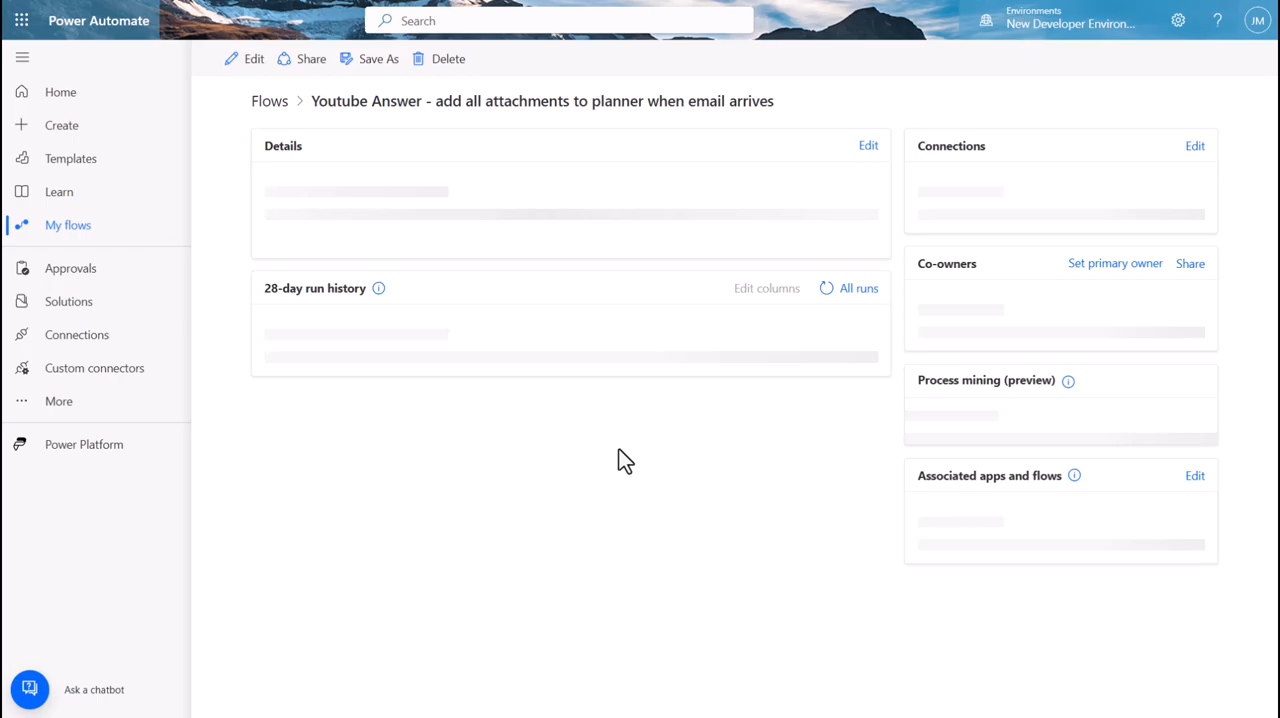 Power Automate
Search
Environments
New Developer Environ...
?
JM
Edit
Share
Save As
Delete
Home
Create
Templates
Learn
My flows
Approvals
Solutions
Connections
Custom connectors
More
Power Platform
Ask a chatbot
Flows > Youtube Answer - add all attachments to planner when email arrives
Details
Edit
28-day run history
Edit columns
All runs
Connections
Edit
Co-owners
Set primary owner
Share
Process mining (preview)
Associated apps and flows
Edit